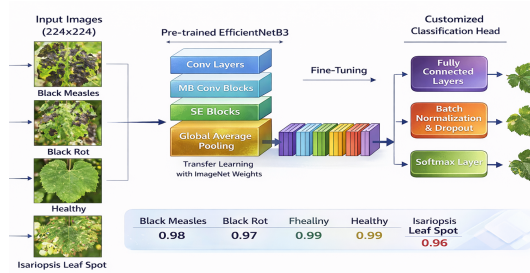 Input Images
(224x224)
Black Measles
Black Rot
Healthy
Isariopsis Leaf Spot
Pre-trained EfficientNetB3
Conv Layers
MB Conv Blocks
SE Blocks
Global Average
Pooling
Transfer Learning
with ImageNet Weights
Fine-Tuning
Customized
Classification Head
Fully
Connected
Layers
Batch
Normalization
& Dropout
Softmax Layer
Black Measles
0.98
Black Rot
0.97
Fheallny
0.99
Healthy
0.99
Isariopsis
Leaf Spot
0.96